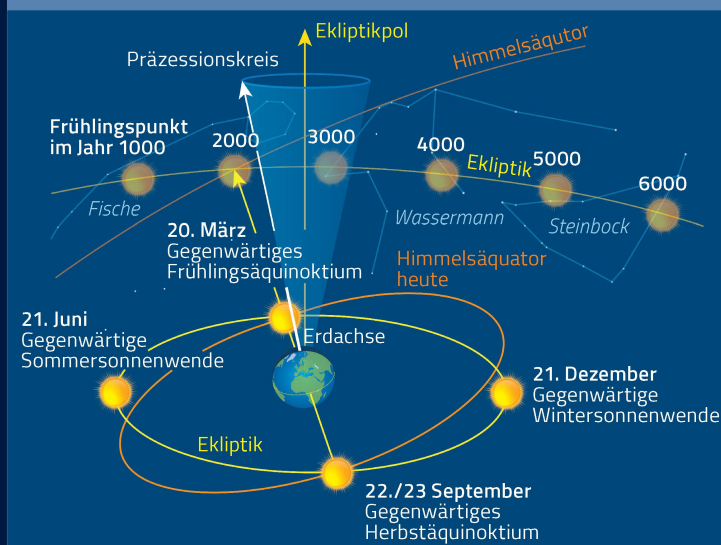 Ekliptikpol
Himmelsäqutor
Präzessionskreis
Frühlingspunkt
im Jahr 1000
2000
3000
4000
5000
6000
Ekliptik
Fische
Wassermann
Steinbock
20. März
Gegenwärtiges
Frühlingsäquinoktium
Himmelsäquator
heute
21. Juni
Gegenwärtige
Sommersonnenwende
Erdachse
21. Dezember
Gegenwärtige
Wintersonnenwende
Ekliptik
22./23 September
Gegenwärtiges
Herbstäquinoktium